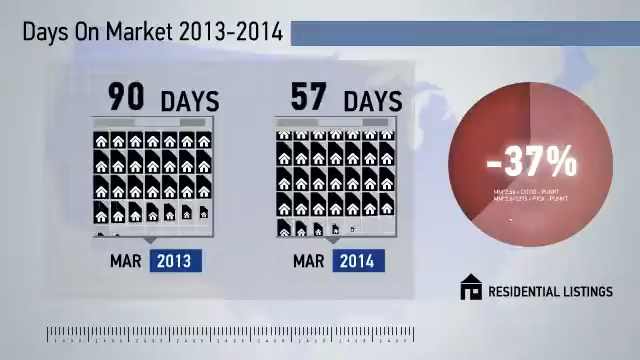 Days On Market 2013-2014
90 DAYS
57 DAYS
-37%
MAR 2013
MAR 2014
RESIDENTIAL LISTINGS